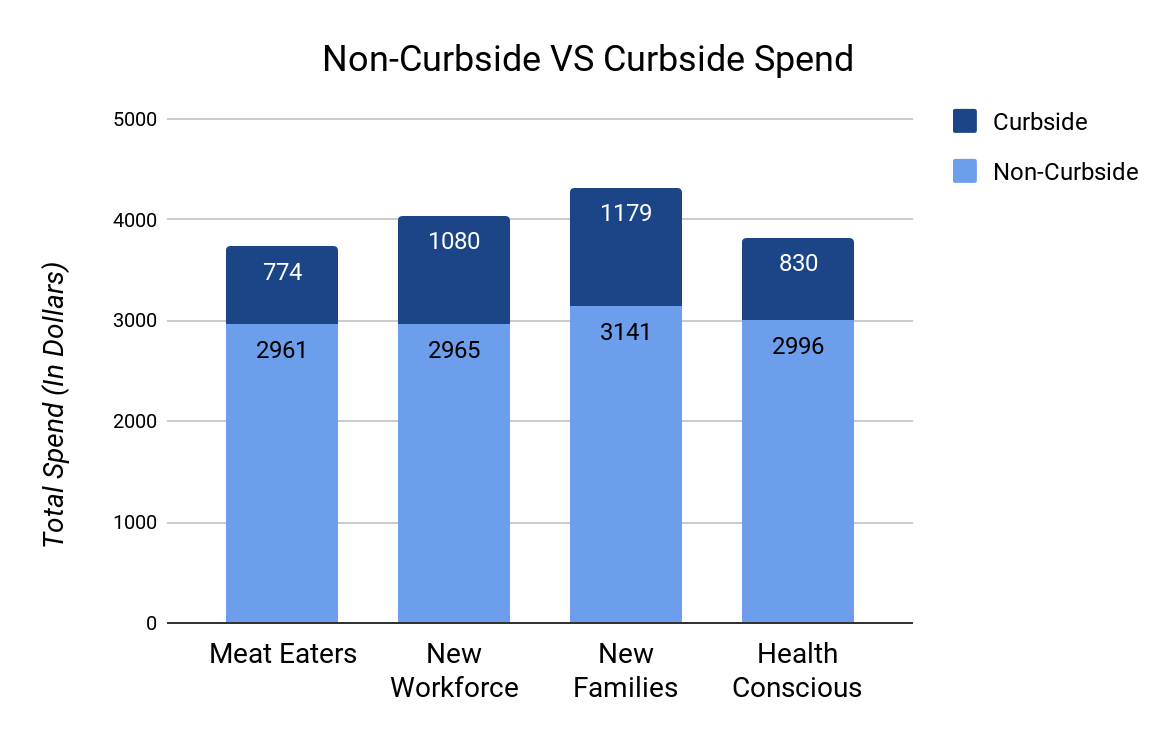 Non-Curbside VS Curbside Spend
Curbside
Non-Curbside
Total Spend (In Dollars)
5000
4000
3000
2000
1000
0
774
1080
1179
830
2961
2965
3141
2996
Meat Eaters
New
Workforce
New
Families
Health
Conscious